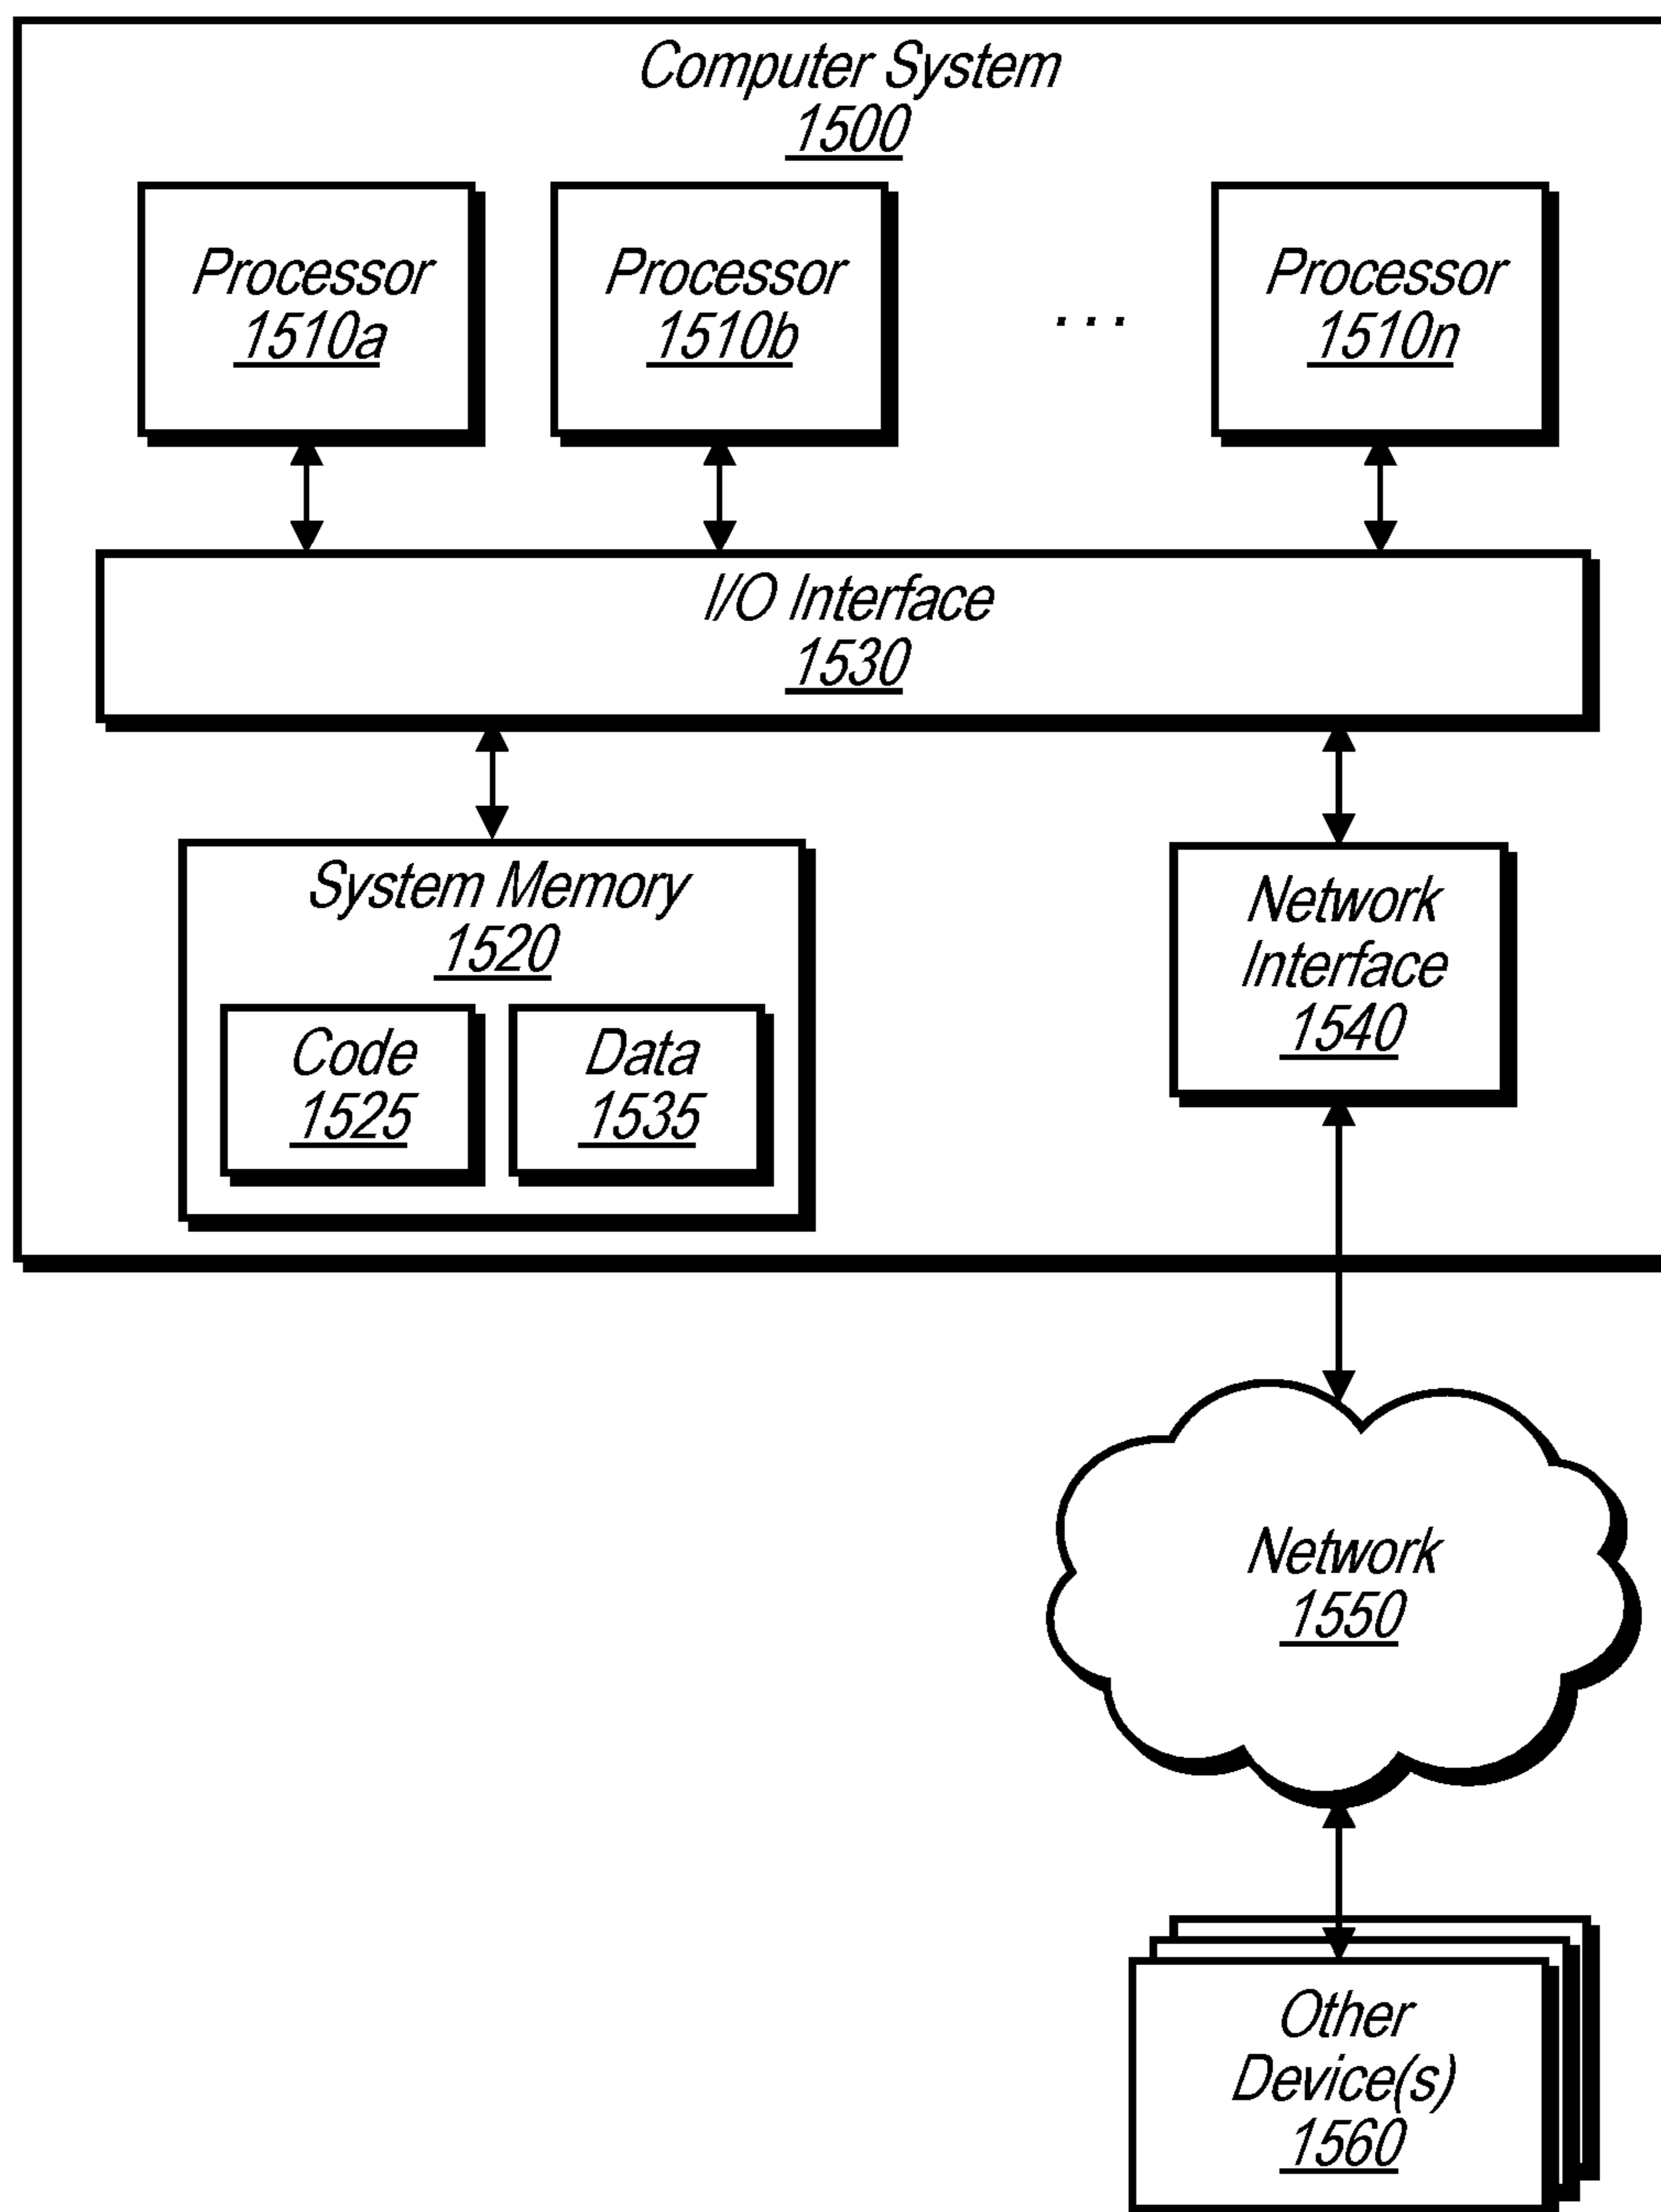 Computer System
1500
Processor
1510a
Processor
1510b
...
Processor
1510n
I/O Interface
1530
System Memory
1520
Code
1525
Data
1535
Network
Interface
1540
Network
1550
Other
Device(s)
1560